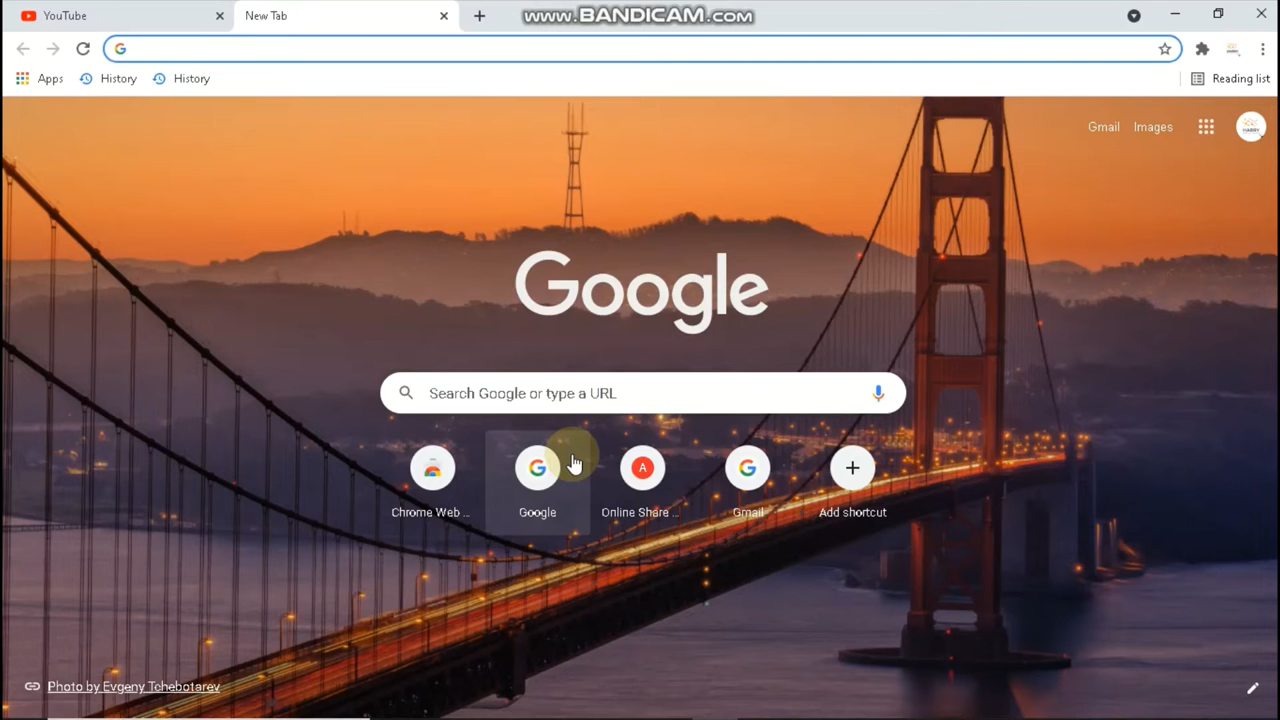 YouTube
New Tab
www.BANDICAM.com
Apps
History
History
Reading list
Gmail
Images
HARRY
Google
Search Google or type a URL
A
Chrome Web ...
Google
Online Share ...
Gmail
Add shortcut
Photo by Evgeny Tchebotarev